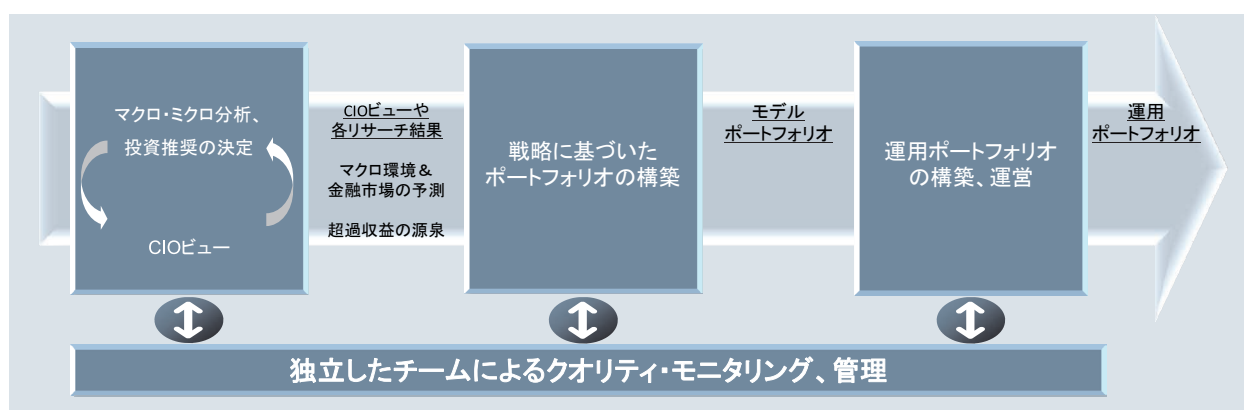 マクロ・ミクロ分析、
投資推奨の決定
CIOビュー
CIOビューや
各リサーチ結果
マクロ環境&
金融市場の予測
超過収益の源泉
戦略に基づいた
ポートフォリオの構築
モデル
ポートフォリオ
運用ポートフォリオ
の構築、運営
運用
ポートフォリオ
独立したチームによるクオリティ・モニタリング、管理